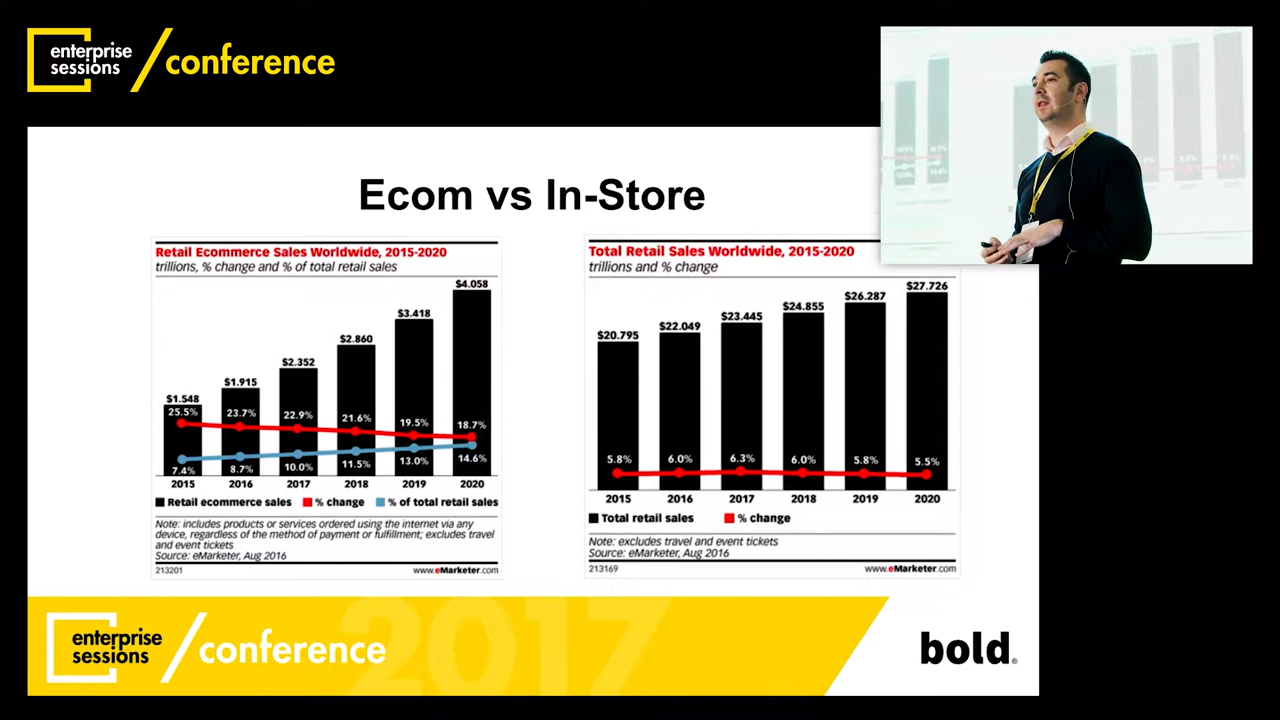 enterprise
sessions
/conference
Ecom vs In-Store
Retail Ecommerce Sales Worldwide, 2015-2020
trillions, % change and % of total retail sales
$1.548
$1.915
$2.352
$2.860
$3.418
$4.058
25.5%
23.7%
22.9%
21.6%
19.5%
18.7%
7.4%
8.7%
10.0%
11.5%
13.0%
14.6%
2015 2016 2017 2018 2019 2020
Retail ecommerce sales % change % of total retail sales
Note: includes products or services ordered using the internet via any
device, regardless of the method of payment or fulfillment; excludes travel
and event tickets
Source: eMarketer, Aug 2016
213201 www.eMarketer.com
Total Retail Sales Worldwide, 2015-2020
trillions and % change
$20.795
$22.049
$23.445
$24.855
$26.287
$27.726
5.8%
6.0%
6.3%
6.0%
5.8%
5.5%
2015 2016 2017 2018 2019 2020
Total retail sales % change
Note: excludes travel and event tickets
Source: eMarketer, Aug 2016
213169 www.eMarketer.com
2017
enterprise
sessions
/conference
bold®